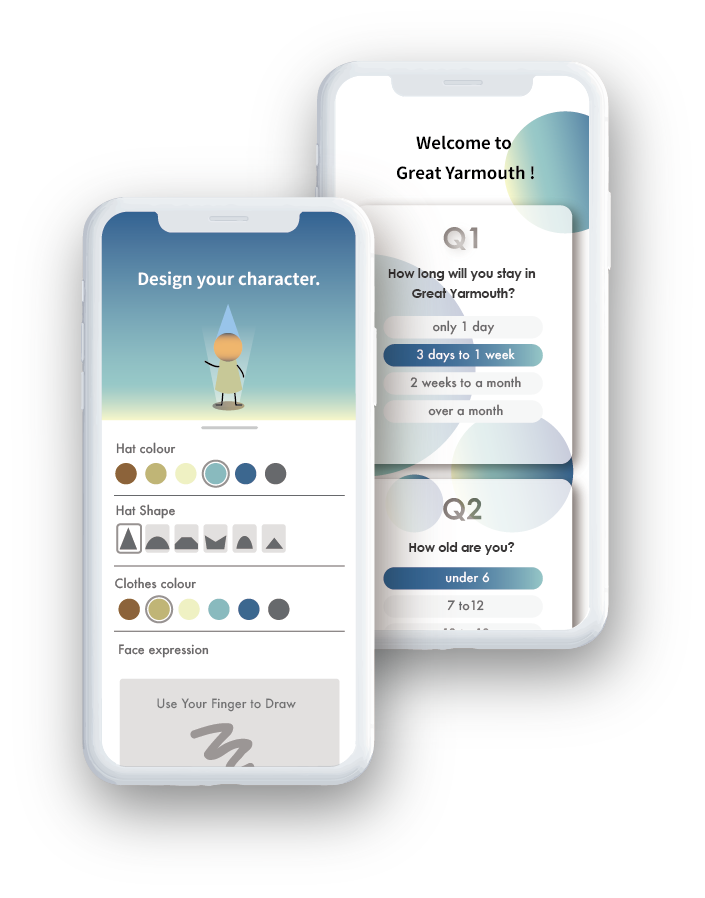 Welcome to
Great Yarmouth !
Q1
How long will you stay in
Great Yarmouth?
only 1 day
3 days to 1 week
2 weeks to a month
over a month
Q2
How old are you?
under 6
7 to12
Design your character.
Hat colour
Hat Shape
Clothes colour
Face expression
Use Your Finger to Draw